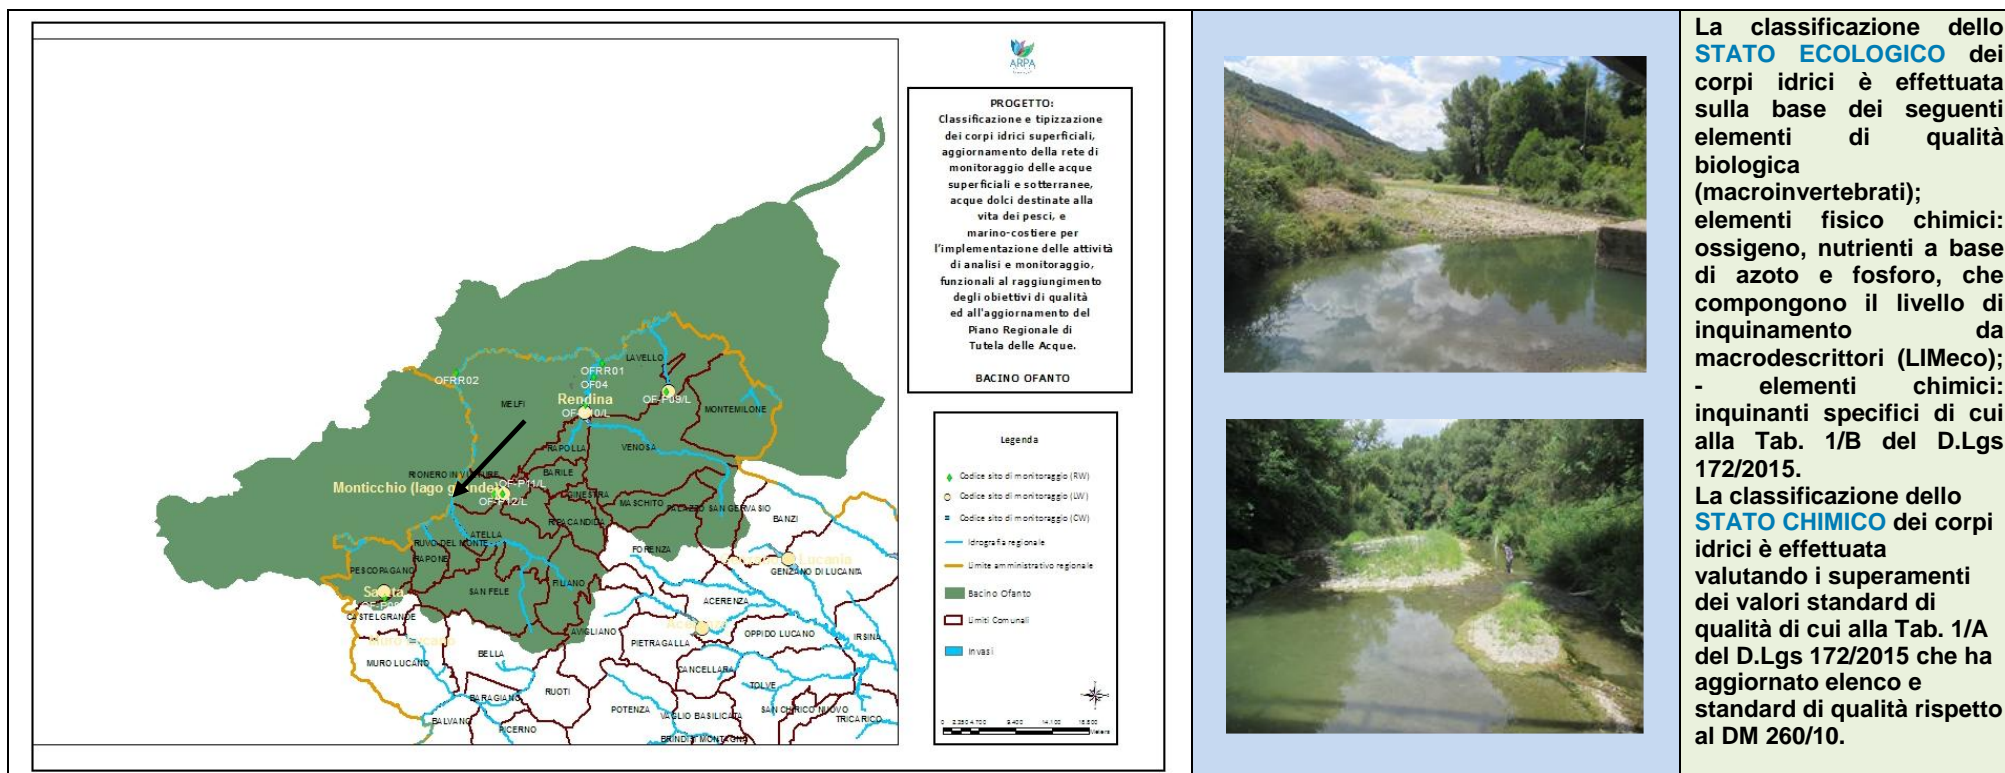 ARPA
PROGETTO:
Classificazione e tipizzazione
dei corpi idrici superficiali,
aggiornamento della rete di
monitoraggio delle acque
superficiali e sotterranee,
acque dolci destinate alla
vita dei pesci, e
marino-costiere per
l'implementazione delle attività
di analisi e monitoraggio,
funzionali al raggiungimento
degli obiettivi di qualità
ed all'aggiornamento del
Piano Regionale di
Tutela delle Acque.
BACINO OFANTO
Legenda
Codice sito di monitoraggio (RW)
Codice sito di monitoraggio (LW)
Codice sito di monitoraggio (CW)
Idrografia regionale
Limite amministrativo regionale
Bacino Ofanto
Limiti Comunali
Invasi
LAVELLO
OFRR01
OFRR02
OF04
Rendina
OF-P09/L
MELFI
MONTEMILONE
RAPOLLA
VENOSA
BARILE
RIONERO IN VULTURE
OF-P11/L
Monticchio (lago grande)
OF-P12/L
GINESTRA
MASCHITO
PALAZZO SAN GERVASIO
BANZI
RIPACANDIDA
ATELLA
RUVO DEL MONTE
RAPONE
FORENZA
GENZANO DI LUCANIA
PESCOPAGANO
FILIANO
SAN FELE
ACERENZA
CASTELGRANDE
AVIGLIANO
PIETRAGALLA
OPPIDO LUCANO
IRSINA
MURO LUCANO
BELLA
CANCELLARA
TOLVE
BARAGIANO
RUOTI
POTENZA
VAGLIO BASILICATA
SAN CHIRICO NUOVO
TRICARICO
BALVANO
PICERNO
BRINDISI MONTAGNA
La classificazione dello
STATO ECOLOGICO dei
corpi idrici è effettuata
sulla base dei seguenti
elementi di qualità
biologica
(macroinvertebrati);
elementi fisico chimici:
ossigeno, nutrienti a base
di azoto e fosforo, che
compongono il livello di
inquinamento da
macrodescrittori (LIMeco);
- elementi chimici:
inquinanti specifici di cui
alla Tab. 1/B del D.Lgs
172/2015.
La classificazione dello
STATO CHIMICO dei corpi
idrici è effettuata
valutando i superamenti
dei valori standard di
qualità di cui alla Tab. 1/A
del D.Lgs 172/2015 che ha
aggiornato elenco e
standard di qualità rispetto
al DM 260/10.